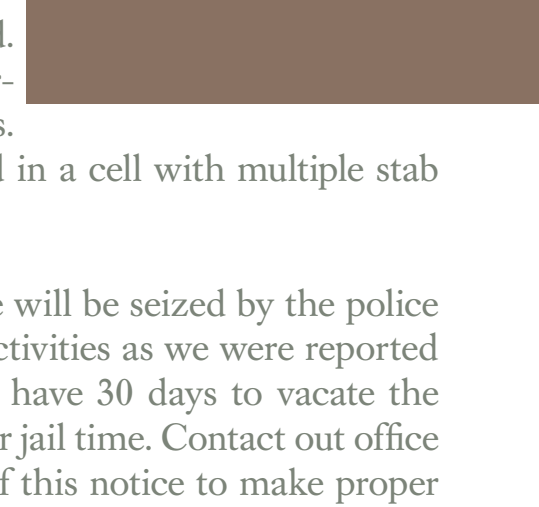 .
-
s.
in a cell with multiple stab
will be seized by the police
ctivities as we were reported
have 30 days to vacate the
r jail time. Contact out office
f this notice to make proper